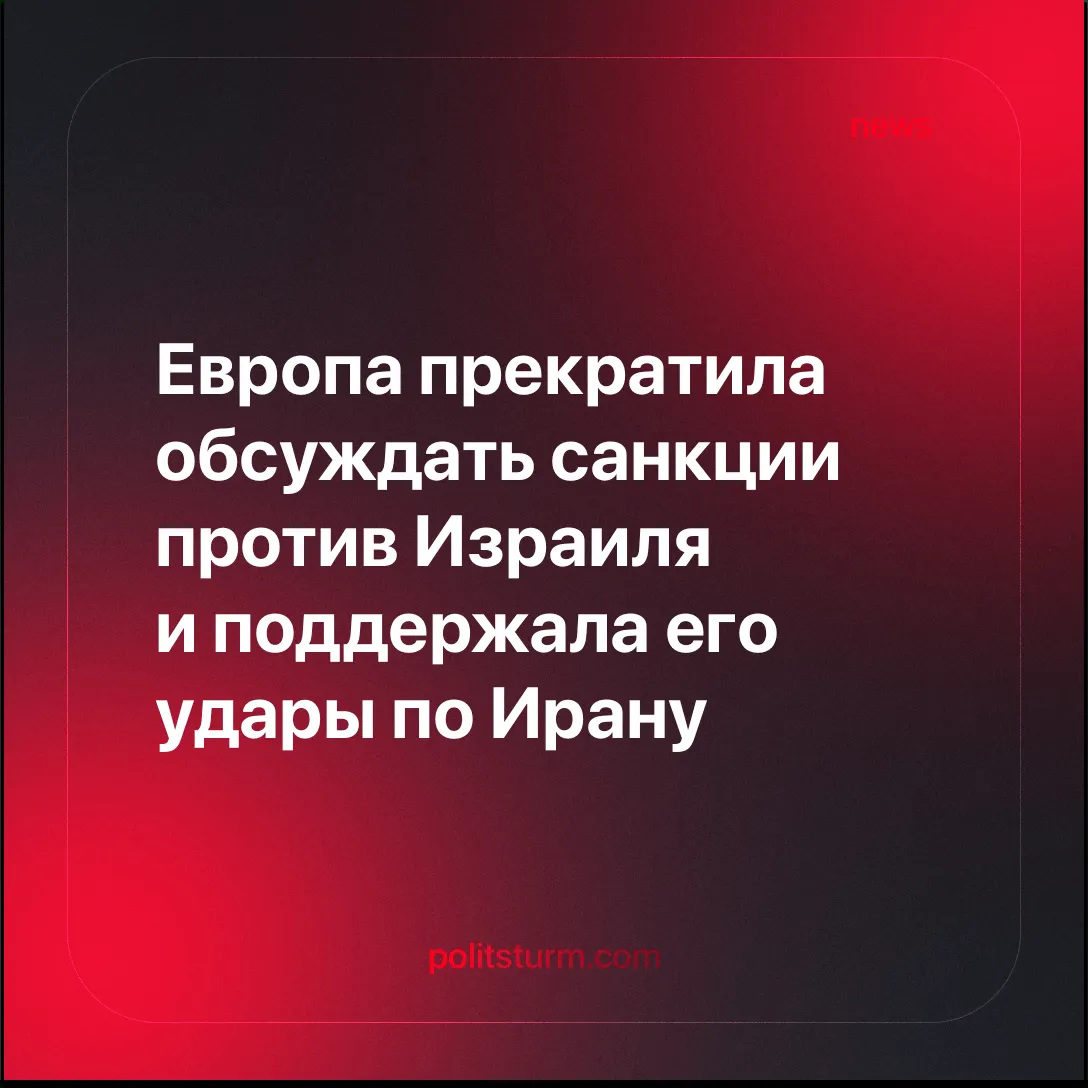 news
Европа прекратила
обсуждать санкции
против Израиля
и поддержала его
удары по Ирану
politsturm.com